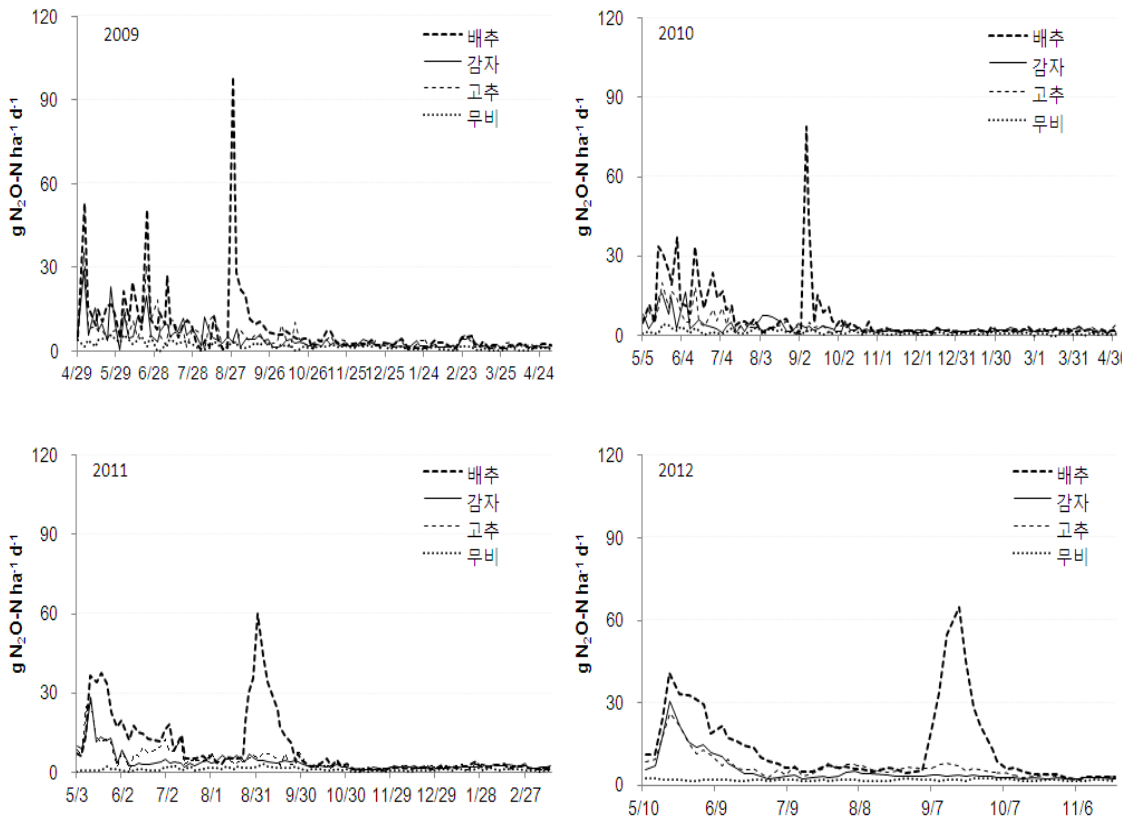 2009
배추
감자
고추
무비
120
90
60
30
0
g N₂O-N ha⁻¹ d⁻¹
4/29 5/29 6/28 7/28 8/27 9/26 10/26 11/25 12/25 1/24 2/23 3/25 4/24
2010
배추
감자
고추
무비
120
90
60
30
0
g N₂O-N ha⁻¹ d⁻¹
5/5 6/4 7/4 8/3 9/2 10/2 11/1 12/1 12/31 1/30 3/1 3/31 4/30
2011
배추
감자
고추
무비
120
90
60
30
0
g N₂O-N ha⁻¹ d⁻¹
5/3 6/2 7/2 8/1 8/31 9/30 10/30 11/29 12/29 1/28 2/27
2012
배추
감자
고추
무비
120
90
60
30
0
g N₂O-N ha⁻¹ d⁻¹
5/10 6/9 7/9 8/8 9/7 10/7 11/6